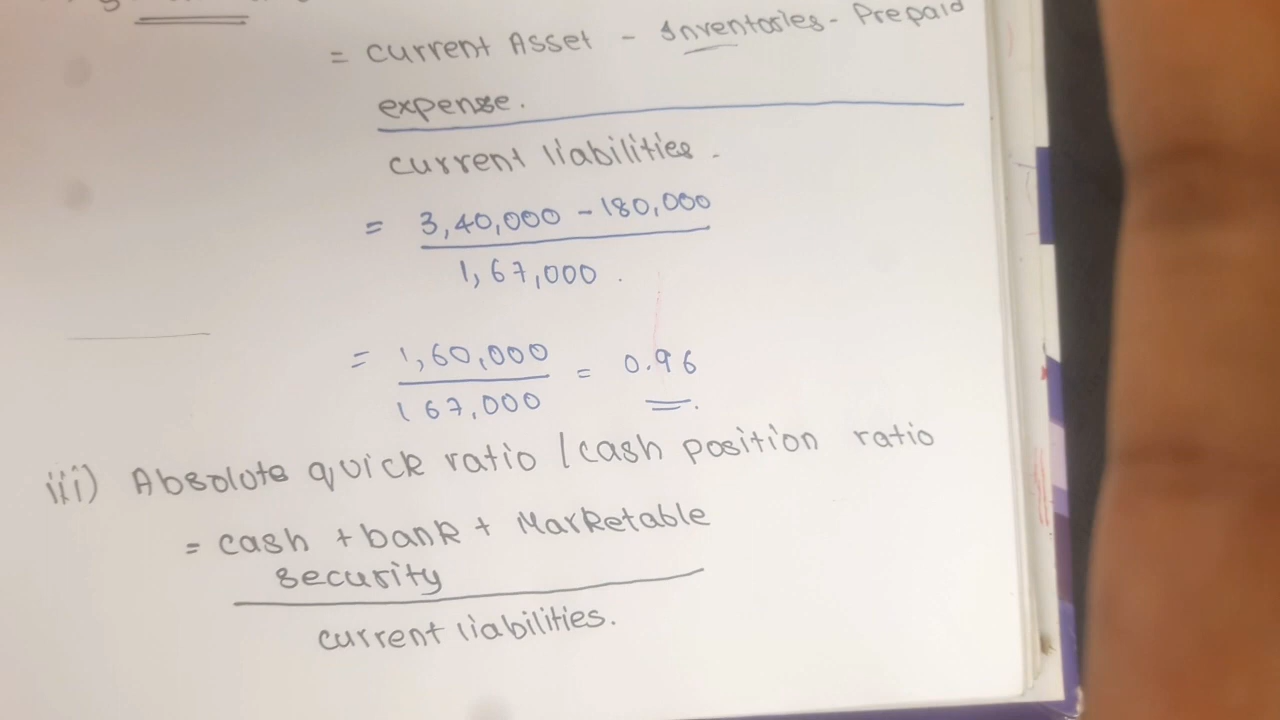 = current Asset - Inventories - Prepaid
expense.
current liabilities.
= 3,40,000 - 180,000
1,67,000.
= 1,60,000
167,000
= 0.96
iii) Absolute quick ratio / cash position ratio
= cash + bank + Marketable
security
current liabilities.